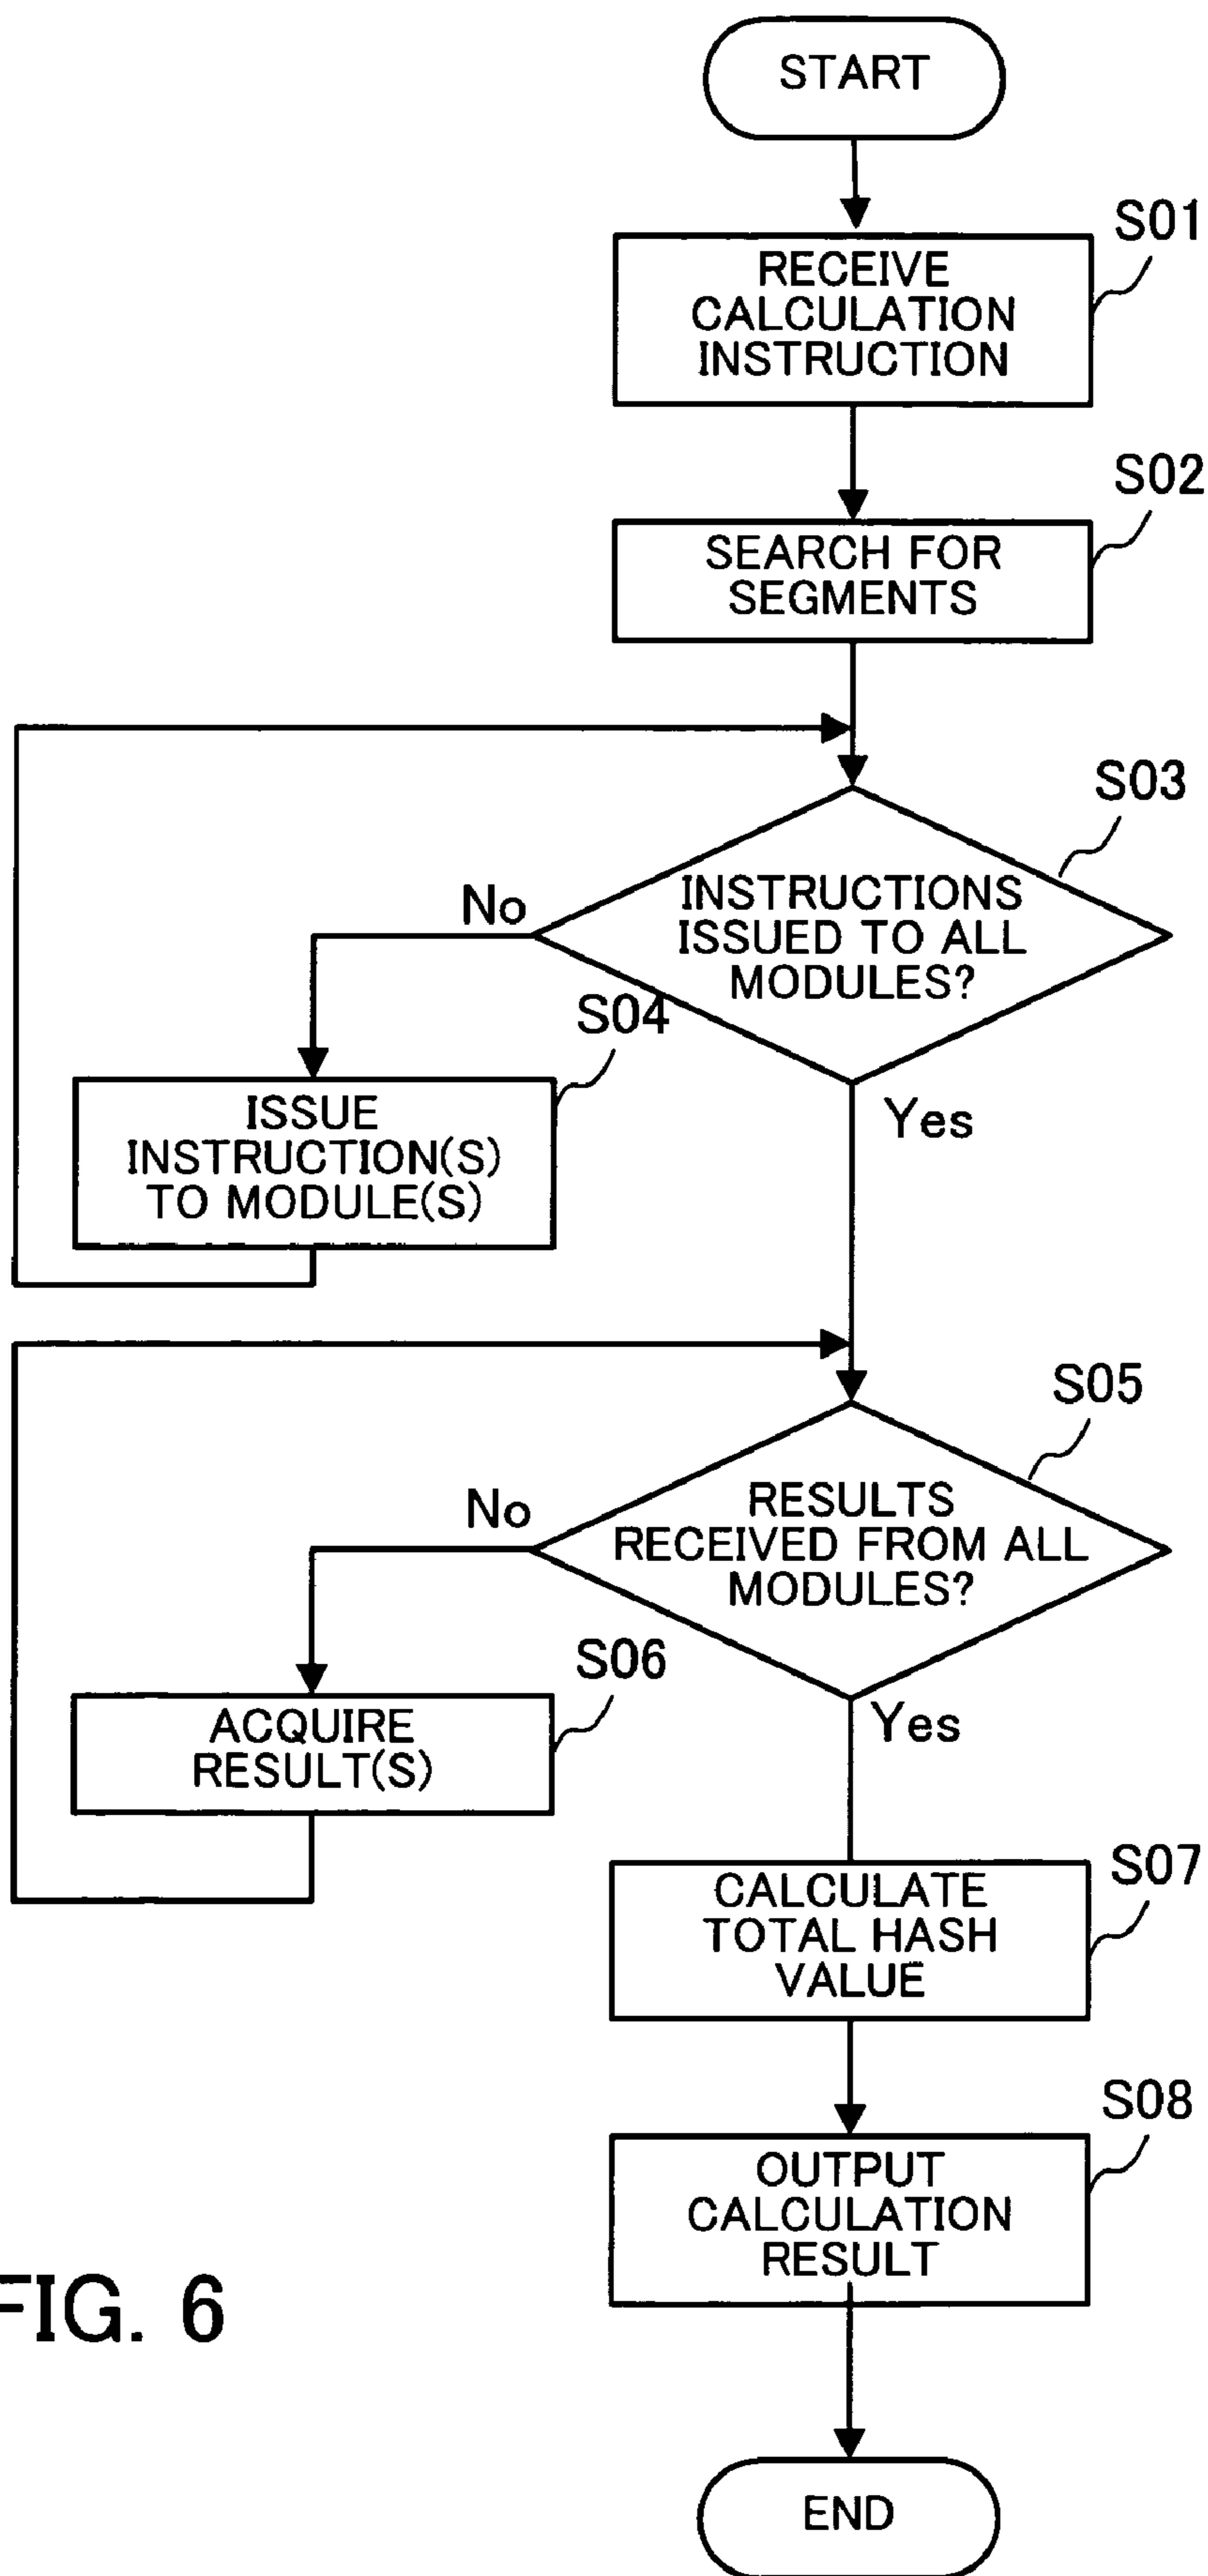 START
S01
RECEIVE
CALCULATION
INSTRUCTION
S02
SEARCH FOR
SEGMENTS
S03
INSTRUCTIONS
ISSUED TO ALL
MODULES?
No
S04
ISSUE
INSTRUCTION(S)
TO MODULE(S)
Yes
S05
RESULTS
RECEIVED FROM ALL
MODULES?
No
S06
ACQUIRE
RESULT(S)
Yes
S07
CALCULATE
TOTAL HASH
VALUE
S08
OUTPUT
CALCULATION
RESULT
FIG. 6
END